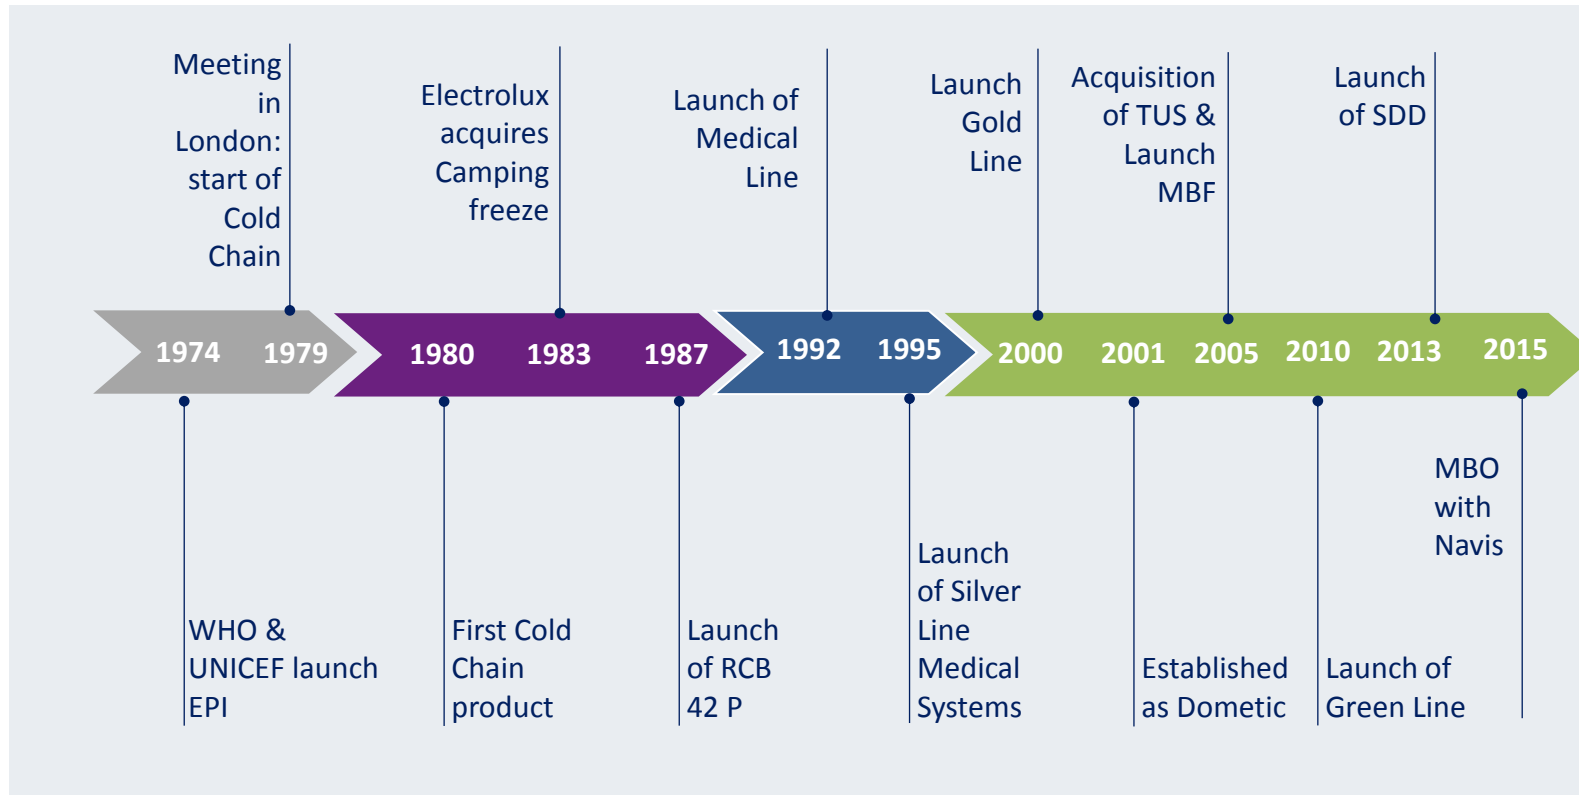 Meeting
in
London:
start of
Cold
Chain
Electrolux
acquires
Camping
freeze
Launch of
Medical
Line
Launch
Gold
Line
Acquisition
of TUS &
Launch
MBF
Launch
of SDD
1974
1979
1980
1983
1987
1992
1995
2000
2001
2005
2010
2013
2015
WHO &
UNICEF launch
EPI
First Cold
Chain
product
Launch
of RCB
42 P
Launch
of Silver
Line
Medical
Systems
Established
as Dometic
Launch of
Green Line
MBO
with
Navis